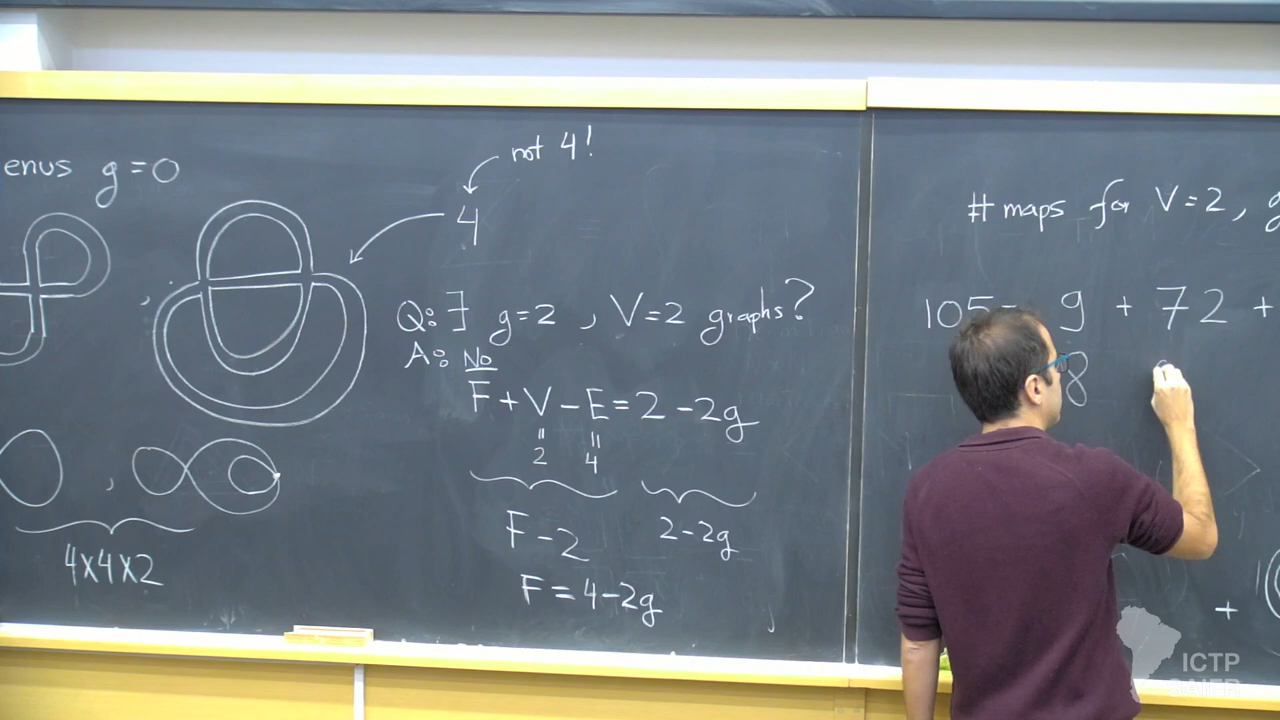 enus g=0
not 4!
4
Q: ∃ g=2, V=2 graphs?
A: No
F+V-E=2-2g
2 4
F-2 2-2g
F=4-2g
4x4x2
# maps for V=2, g
105= 9 + 72 +
8
+
ICTP
SAIFR